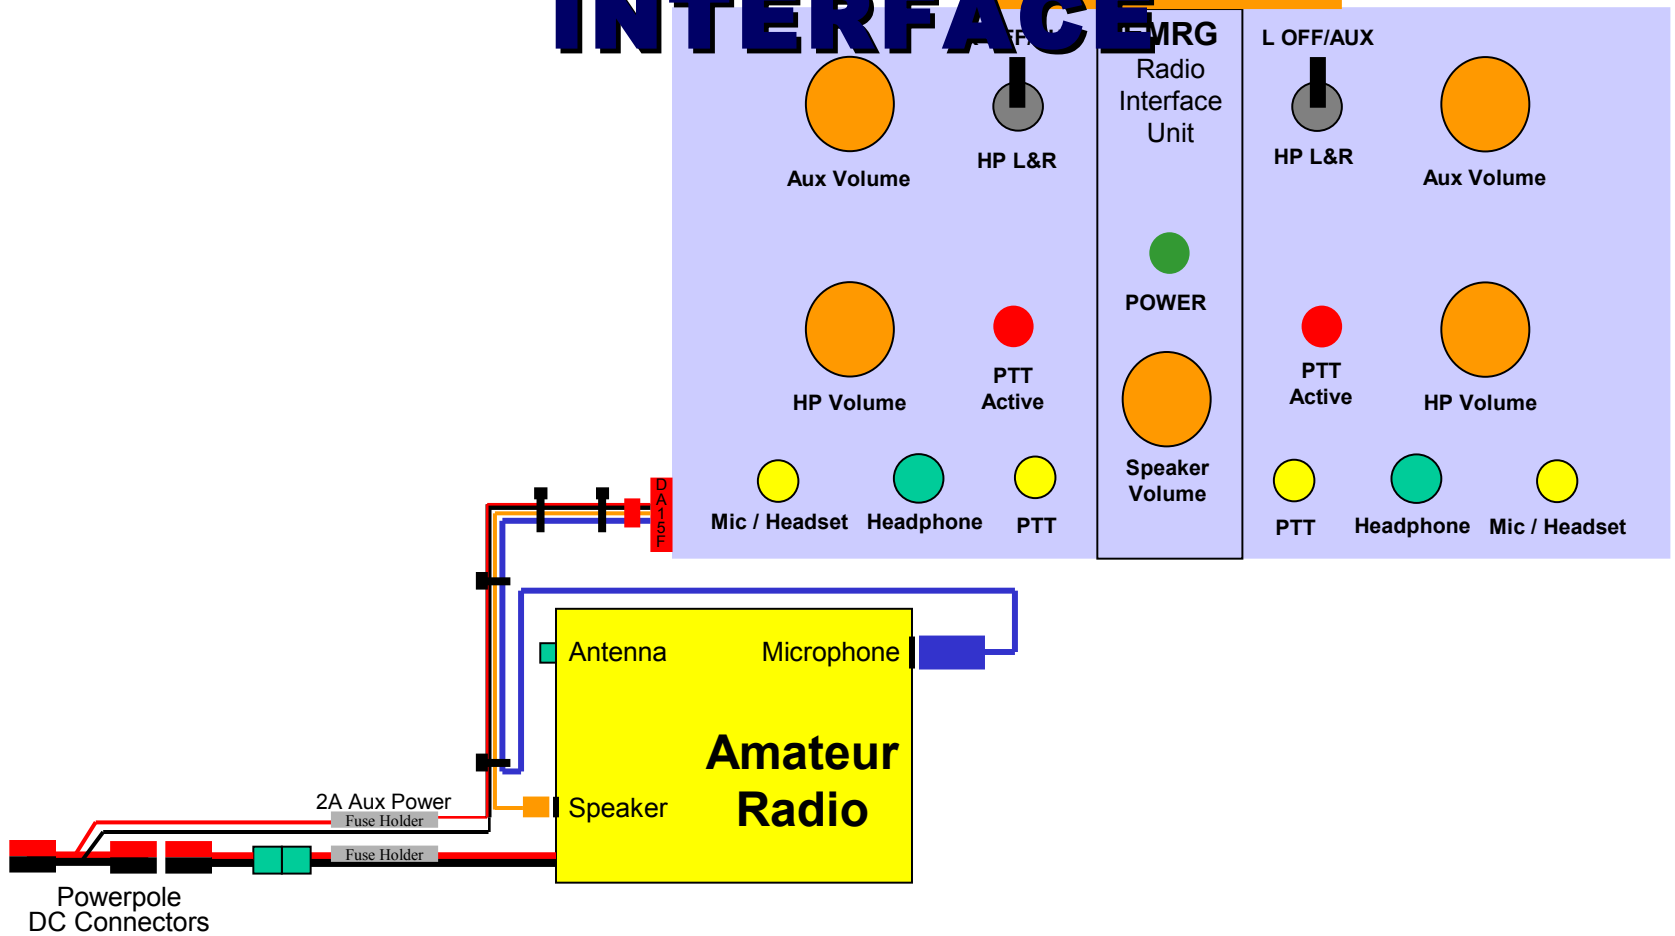 INTERFACE
MRG
Radio
Interface
Unit
L OFF/AUX
HP L&R
HP L&R
Aux Volume
Aux Volume
POWER
PTT
Active
PTT
Active
HP Volume
HP Volume
Speaker
Volume
Mic / Headset
Headphone
PTT
PTT
Headphone
Mic / Headset
DA15F
Antenna
Microphone
Amateur
Radio
Speaker
2A Aux Power
Fuse Holder
Fuse Holder
Powerpole
DC Connectors